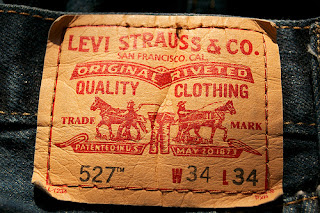 LEVI STRAUSS & CO.
SAN FRANCISCO, CAL.
ORIGINAL RIVETED
QUALITY CLOTHING
TRADE MARK
PATENTED IN U.S. MAY 20 1873
527™ W 34 L 34